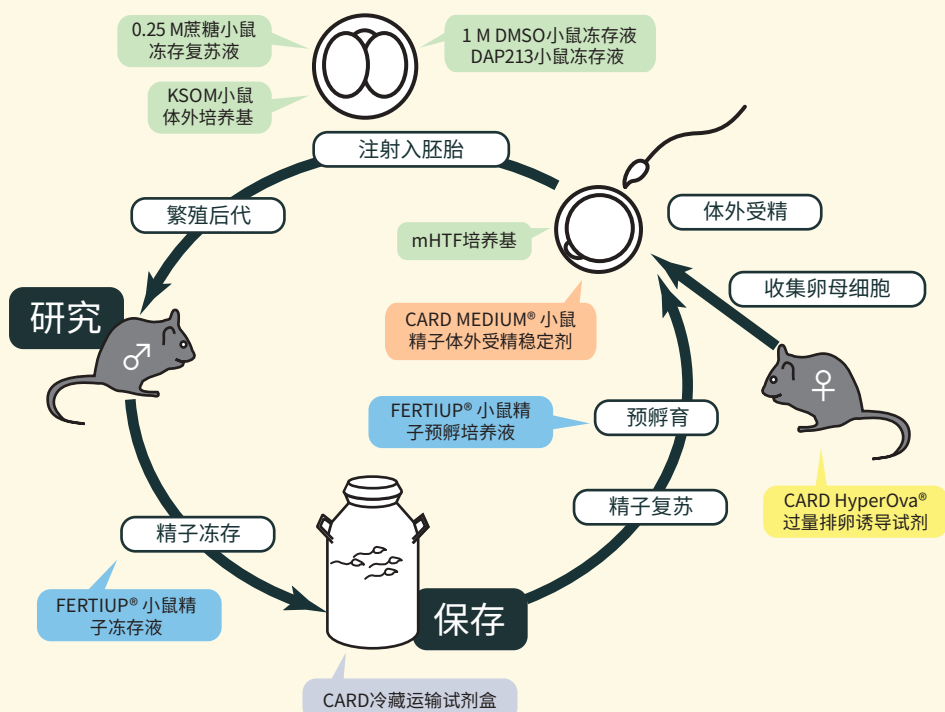 0.25 M蔗糖小鼠
冻存复苏液
1 M DMSO小鼠冻存液
DAP213小鼠冻存液
KSOM小鼠
体外培养基
注射入胚胎
繁殖后代
体外受精
mHTF培养基
收集卵母细胞
研究
♂
CARD MEDIUM® 小鼠
精子体外受精稳定剂
♀
FERTIUP® 小鼠精
子预孵培养液
预孵育
精子复苏
CARD HyperOva®
过量排卵诱导试剂
精子冻存
FERTIUP® 小鼠精
子冻存液
保存
CARD冷藏运输试剂盒